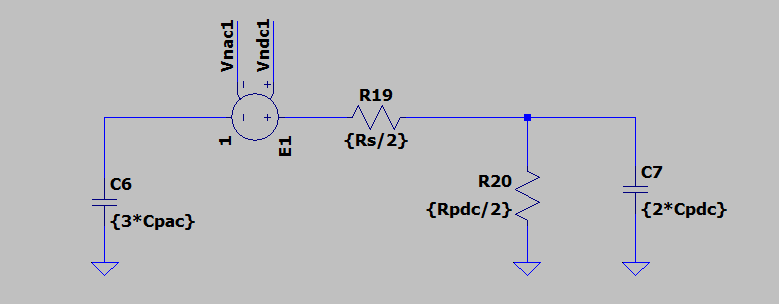 Vnac1
Vndc1
- +
- +
1
E1
R19
{Rs/2}
C6
{3*Cpac}
R20
{Rpdc/2}
C7
{2*Cpdc}